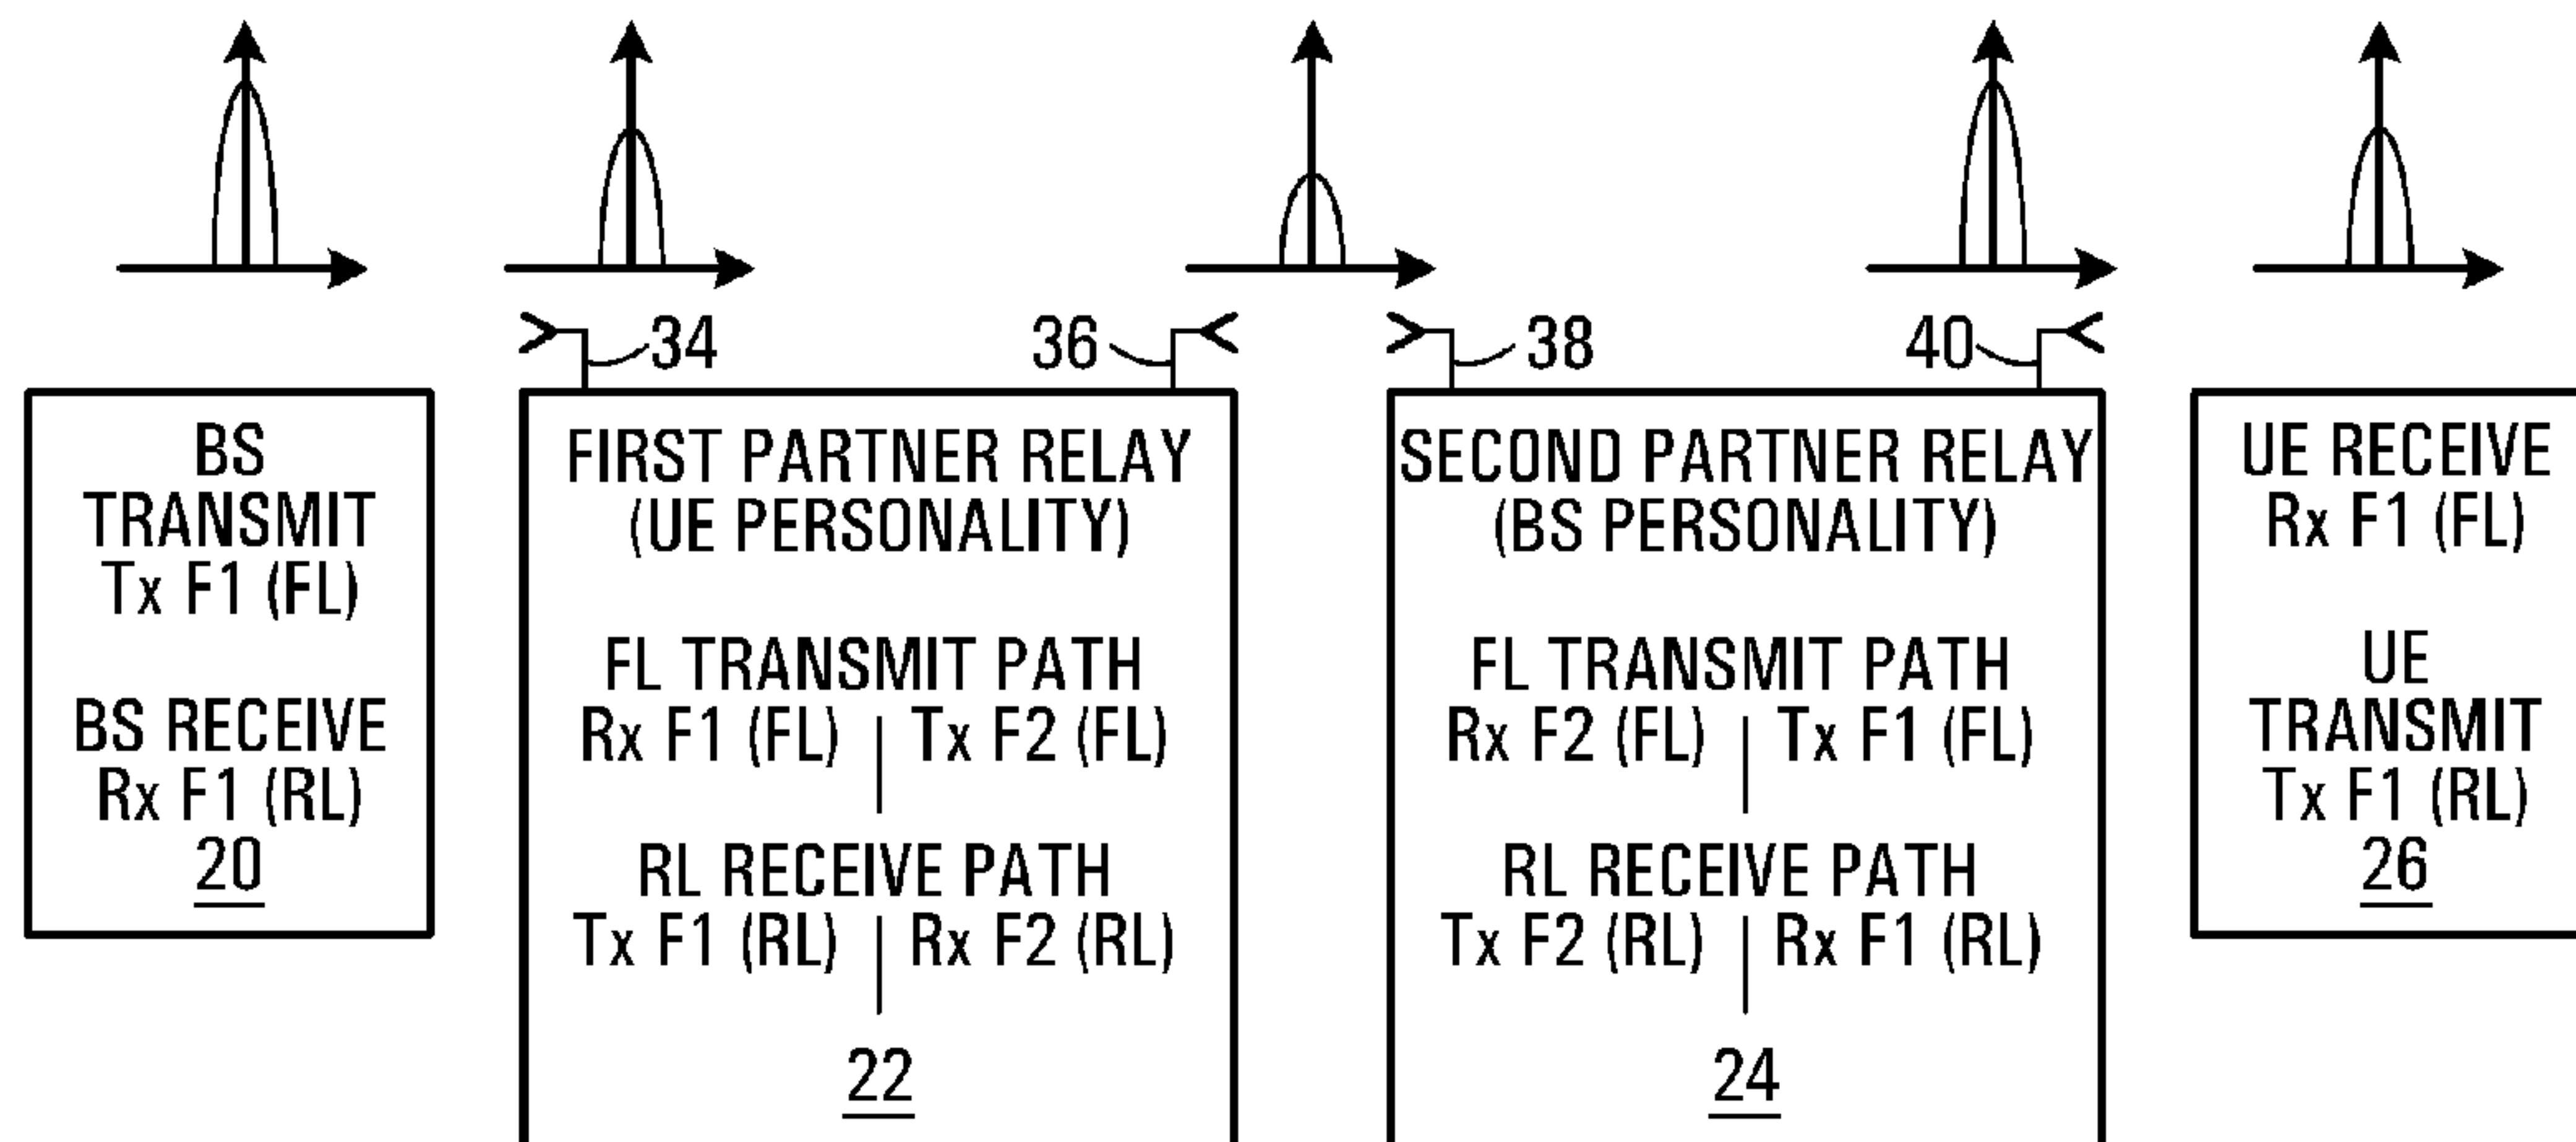 34
36
38
40
BS
TRANSMIT
Tx F1 (FL)
BS RECEIVE
Rx F1 (RL)
20
FIRST PARTNER RELAY
(UE PERSONALITY)
FL TRANSMIT PATH
Rx F1 (FL) | Tx F2 (FL)
RL RECEIVE PATH
Tx F1 (RL) | Rx F2 (RL)
22
SECOND PARTNER RELAY
(BS PERSONALITY)
FL TRANSMIT PATH
Rx F2 (FL) | Tx F1 (FL)
RL RECEIVE PATH
Tx F2 (RL) | Rx F1 (RL)
24
UE RECEIVE
Rx F1 (FL)
UE
TRANSMIT
Tx F1 (RL)
26